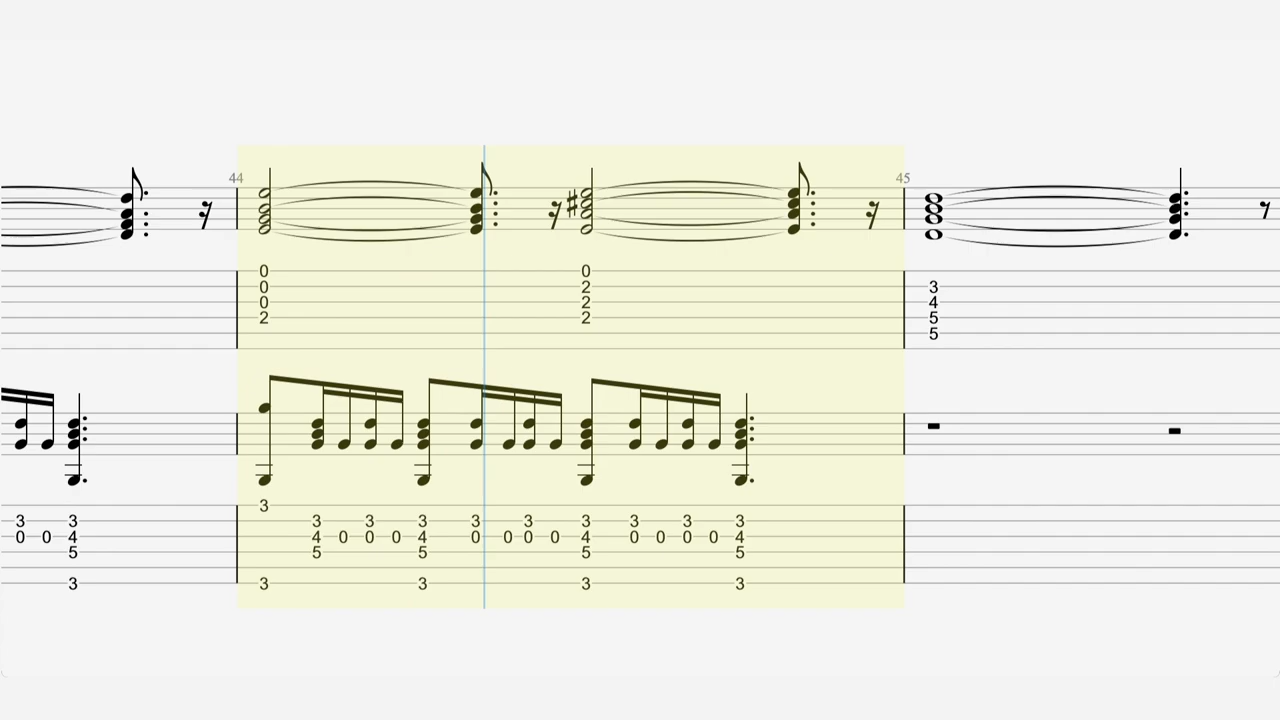 44 45
0 0
0 2 3
0 2 4
2 2 5
5
3
3 3 3 3 3 3 3 3 3 3 3 3
0 0 4 4 0 0 0 4 0 0 0 0 4 0 0 0 0 4
5 5 5 5 5
3 3 3 3 3